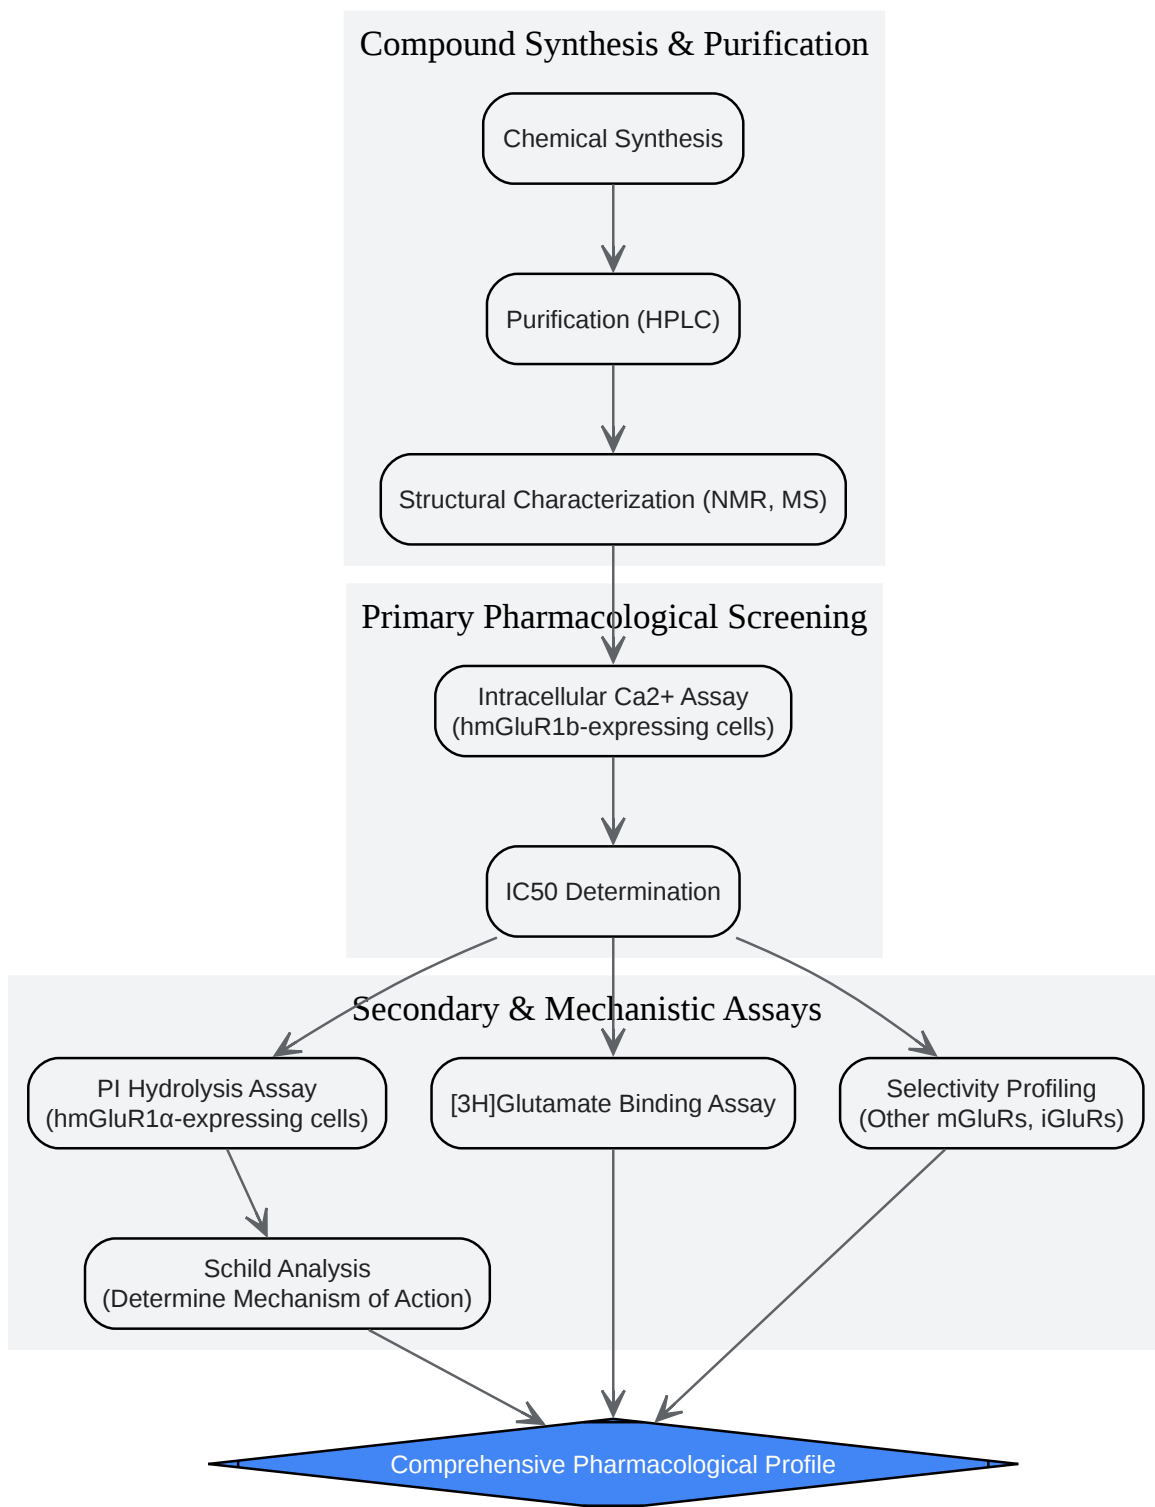 Compound Synthesis & Purification
Chemical Synthesis
Purification (HPLC)
Structural Characterization (NMR, MS)
Primary Pharmacological Screening
Intracellular Ca2+ Assay
(hmGluR1b-expressing cells)
IC50 Determination
Secondary & Mechanistic Assays
PI Hydrolysis Assay
(hmGluR1α-expressing cells)
[3H]Glutamate Binding Assay
Selectivity Profiling
(Other mGluRs, iGluRs)
Schild Analysis
(Determine Mechanism of Action)
Comprehensive Pharmacological Profile